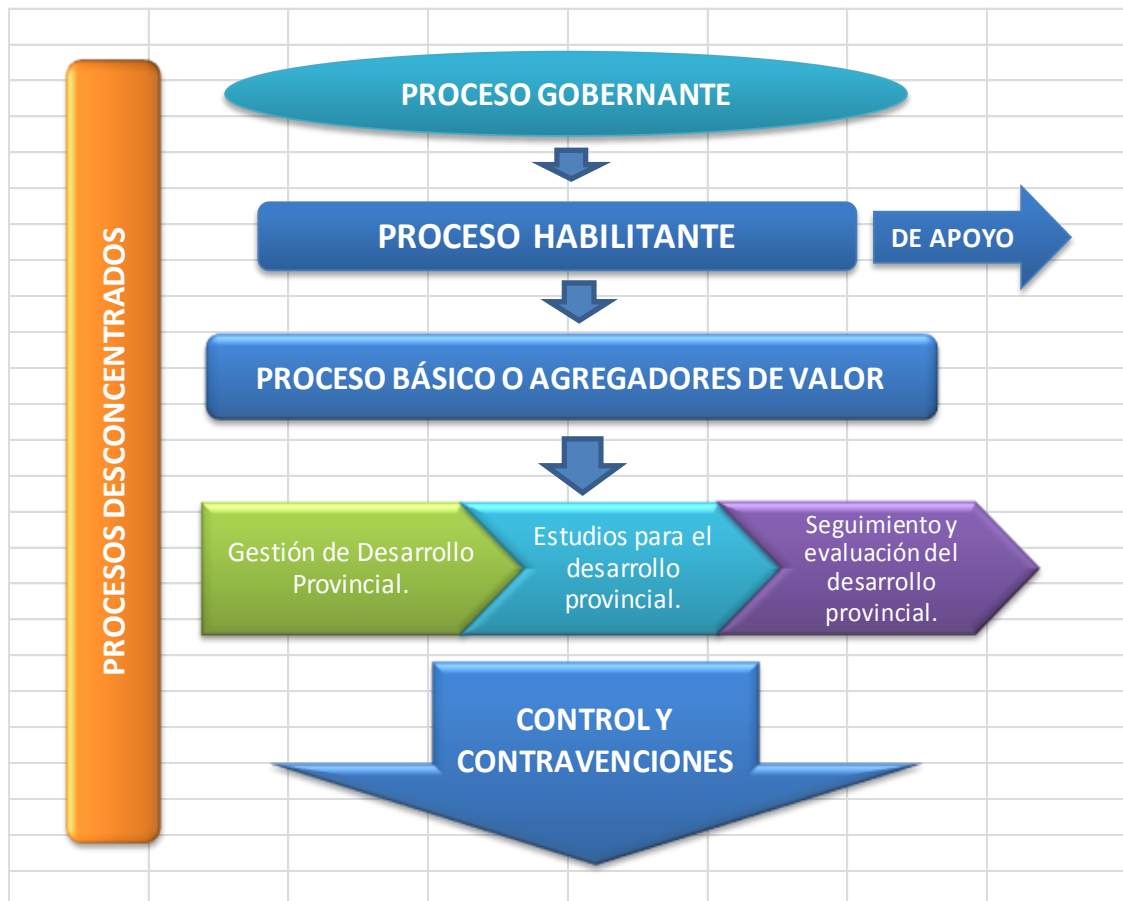 PROCESOS DESCONCENTRADOS
PROCESO GOBERNANTE
PROCESO HABILITANTE
DE APOYO
PROCESO BÁSICO O AGREGADORES DE VALOR
Gestión de Desarrollo
Provincial.
Estudios para el
desarrollo
provincial.
Seguimiento y
evaluación del
desarrollo
provincial.
CONTROL Y
CONTRAVENCIONES